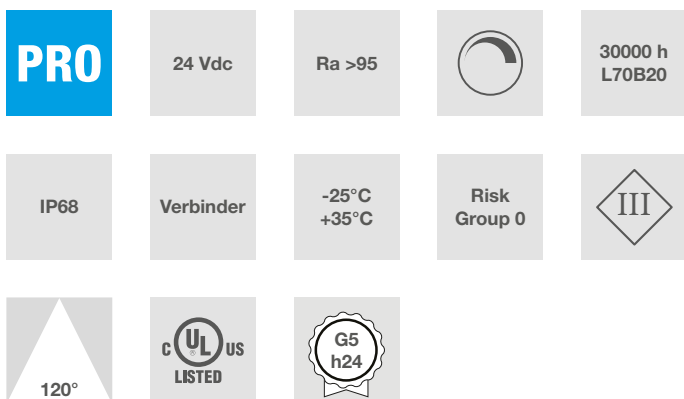 PRO
24 Vdc
Ra >95
30000 h
L70B20
IP68
Verbinder
-25°C
+35°C
Risk
Group 0
III
120°
C UL US
®
LISTED
G5
h24